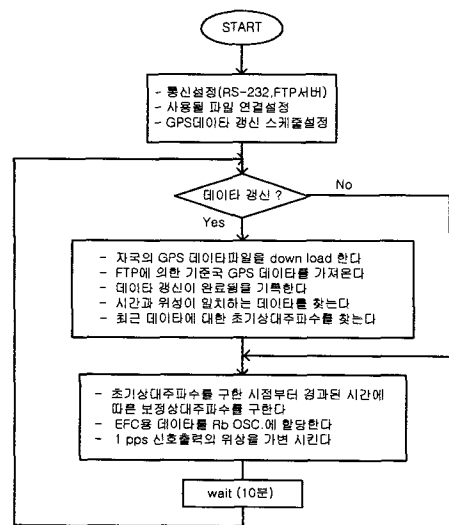 START
- 통신설정(RS-232,FTP서버)
- 사용될 파일 연결설정
- GPS데이타 갱신 스케줄설정
데이타 갱신 ?
No
Yes
- 자국의 GPS 데이타파일을 down load 한다
- FTP에 의한 기준국 GPS 데이타를 가져온다
- 데이타 갱신이 완료됨을 기록한다
- 시간과 위성이 일치하는 데이타를 찾는다
- 최근 데이타에 대한 초기상대주파수를 찾는다
- 초기상대주파수를 구한 시점부터 경과된 시간에
따른 보정상대주파수를 구한다
- EFC용 데이타를 Rb OSC.에 할당한다
- 1 pps 신호출력의 위상을 가변 시킨다
wait (10분)